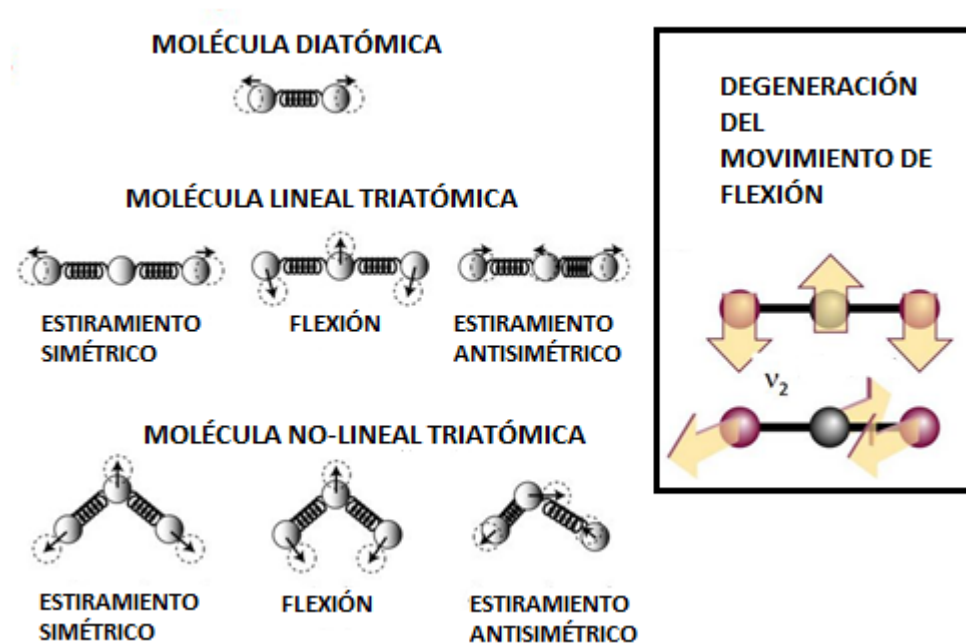 MOLÉCULA DIATÓMICA
MOLÉCULA LINEAL TRIATÓMICA
ESTIRAMIENTO
SIMÉTRICO
FLEXIÓN
ESTIRAMIENTO
ANTISIMÉTRICO
MOLÉCULA NO-LINEAL TRIATÓMICA
ESTIRAMIENTO
SIMÉTRICO
FLEXIÓN
ESTIRAMIENTO
ANTISIMÉTRICO
DEGENERACIÓN
DEL
MOVIMIENTO DE
FLEXIÓN
ν₂